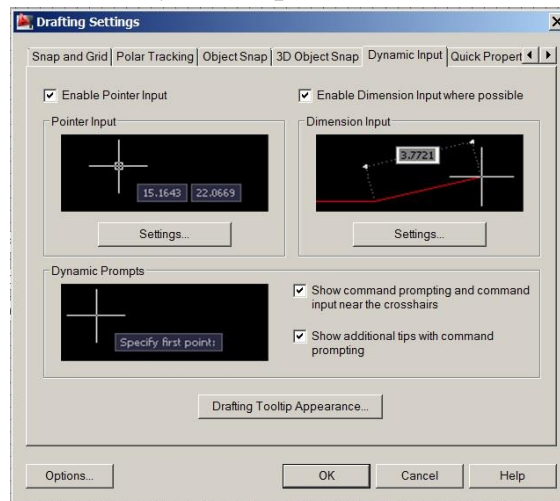 Drafting Settings
Snap and Grid
Polar Tracking
Object Snap
3D Object Snap
Dynamic Input
Quick Propert
Enable Pointer Input
Enable Dimension Input where possible
Pointer Input
Dimension Input
15.1643 22.0669
3.7721
Settings...
Settings...
Dynamic Prompts
Specify first point:
Show command prompting and command
input near the crosshairs
Show additional tips with command
prompting
Drafting Tooltip Appearance...
Options...
OK
Cancel
Help